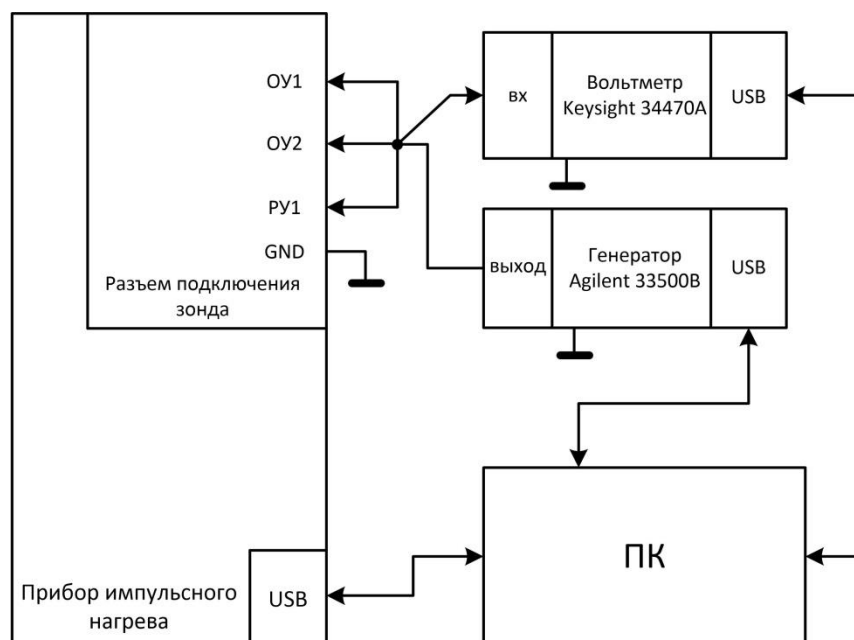 ОУ1
ОУ2
РУ1
GND
Разъем подключения
зонда
Прибор импульсного
нагрева
USB
вх
Вольтметр
Keysight 34470A
USB
выход
Генератор
Agilent 33500B
USB
ПК